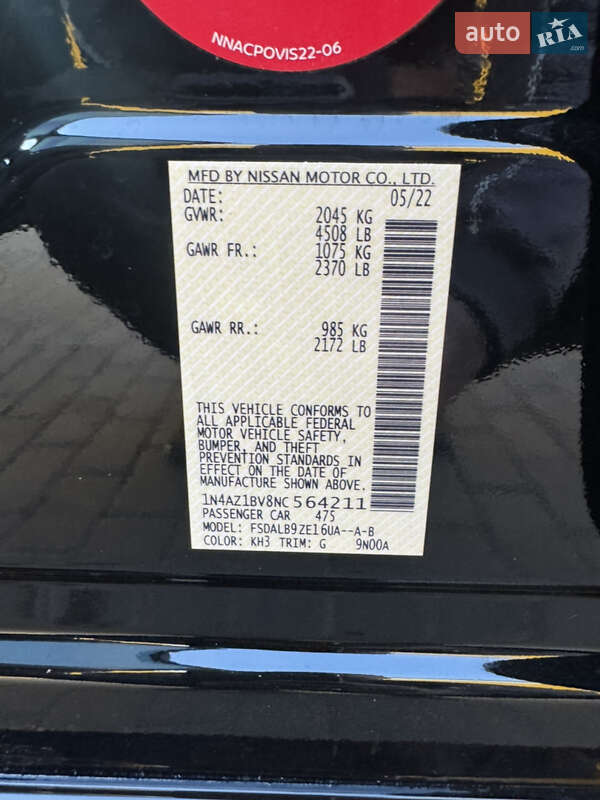 NNACPOVIS22-06
auto RIA .com
MFD BY NISSAN MOTOR CO., LTD.
DATE: 05/22
GVWR: 2045 KG
4508 LB
GAWR FR.: 1075 KG
2370 LB
GAWR RR.: 985 KG
2172 LB
THIS VEHICLE CONFORMS TO
ALL APPLICABLE FEDERAL
MOTOR VEHICLE SAFETY,
BUMPER, AND THEFT
PREVENTION STANDARDS IN
EFFECT ON THE DATE OF
MANUFACTURE SHOWN ABOVE.
1N4AZ1BV8NC564211
PASSENGER CAR 475
MODEL: FSDALB9ZE16UA--A-B
COLOR: KH3 TRIM: G 9N00A